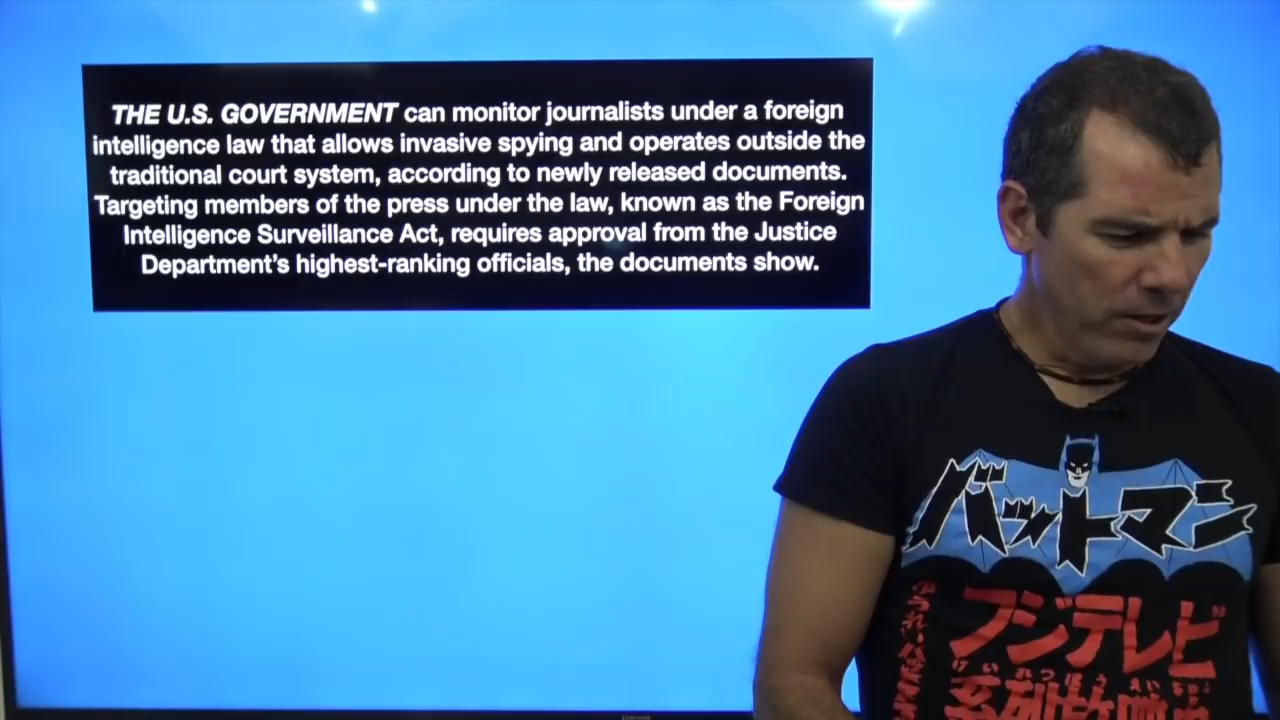 THE U.S. GOVERNMENT can monitor journalists under a foreign
intelligence law that allows invasive spying and operates outside the
traditional court system, according to newly released documents.
Targeting members of the press under the law, known as the Foreign
Intelligence Surveillance Act, requires approval from the Justice
Department's highest-ranking officials, the documents show.
バットマン
フジテレビ
SAMSUNG